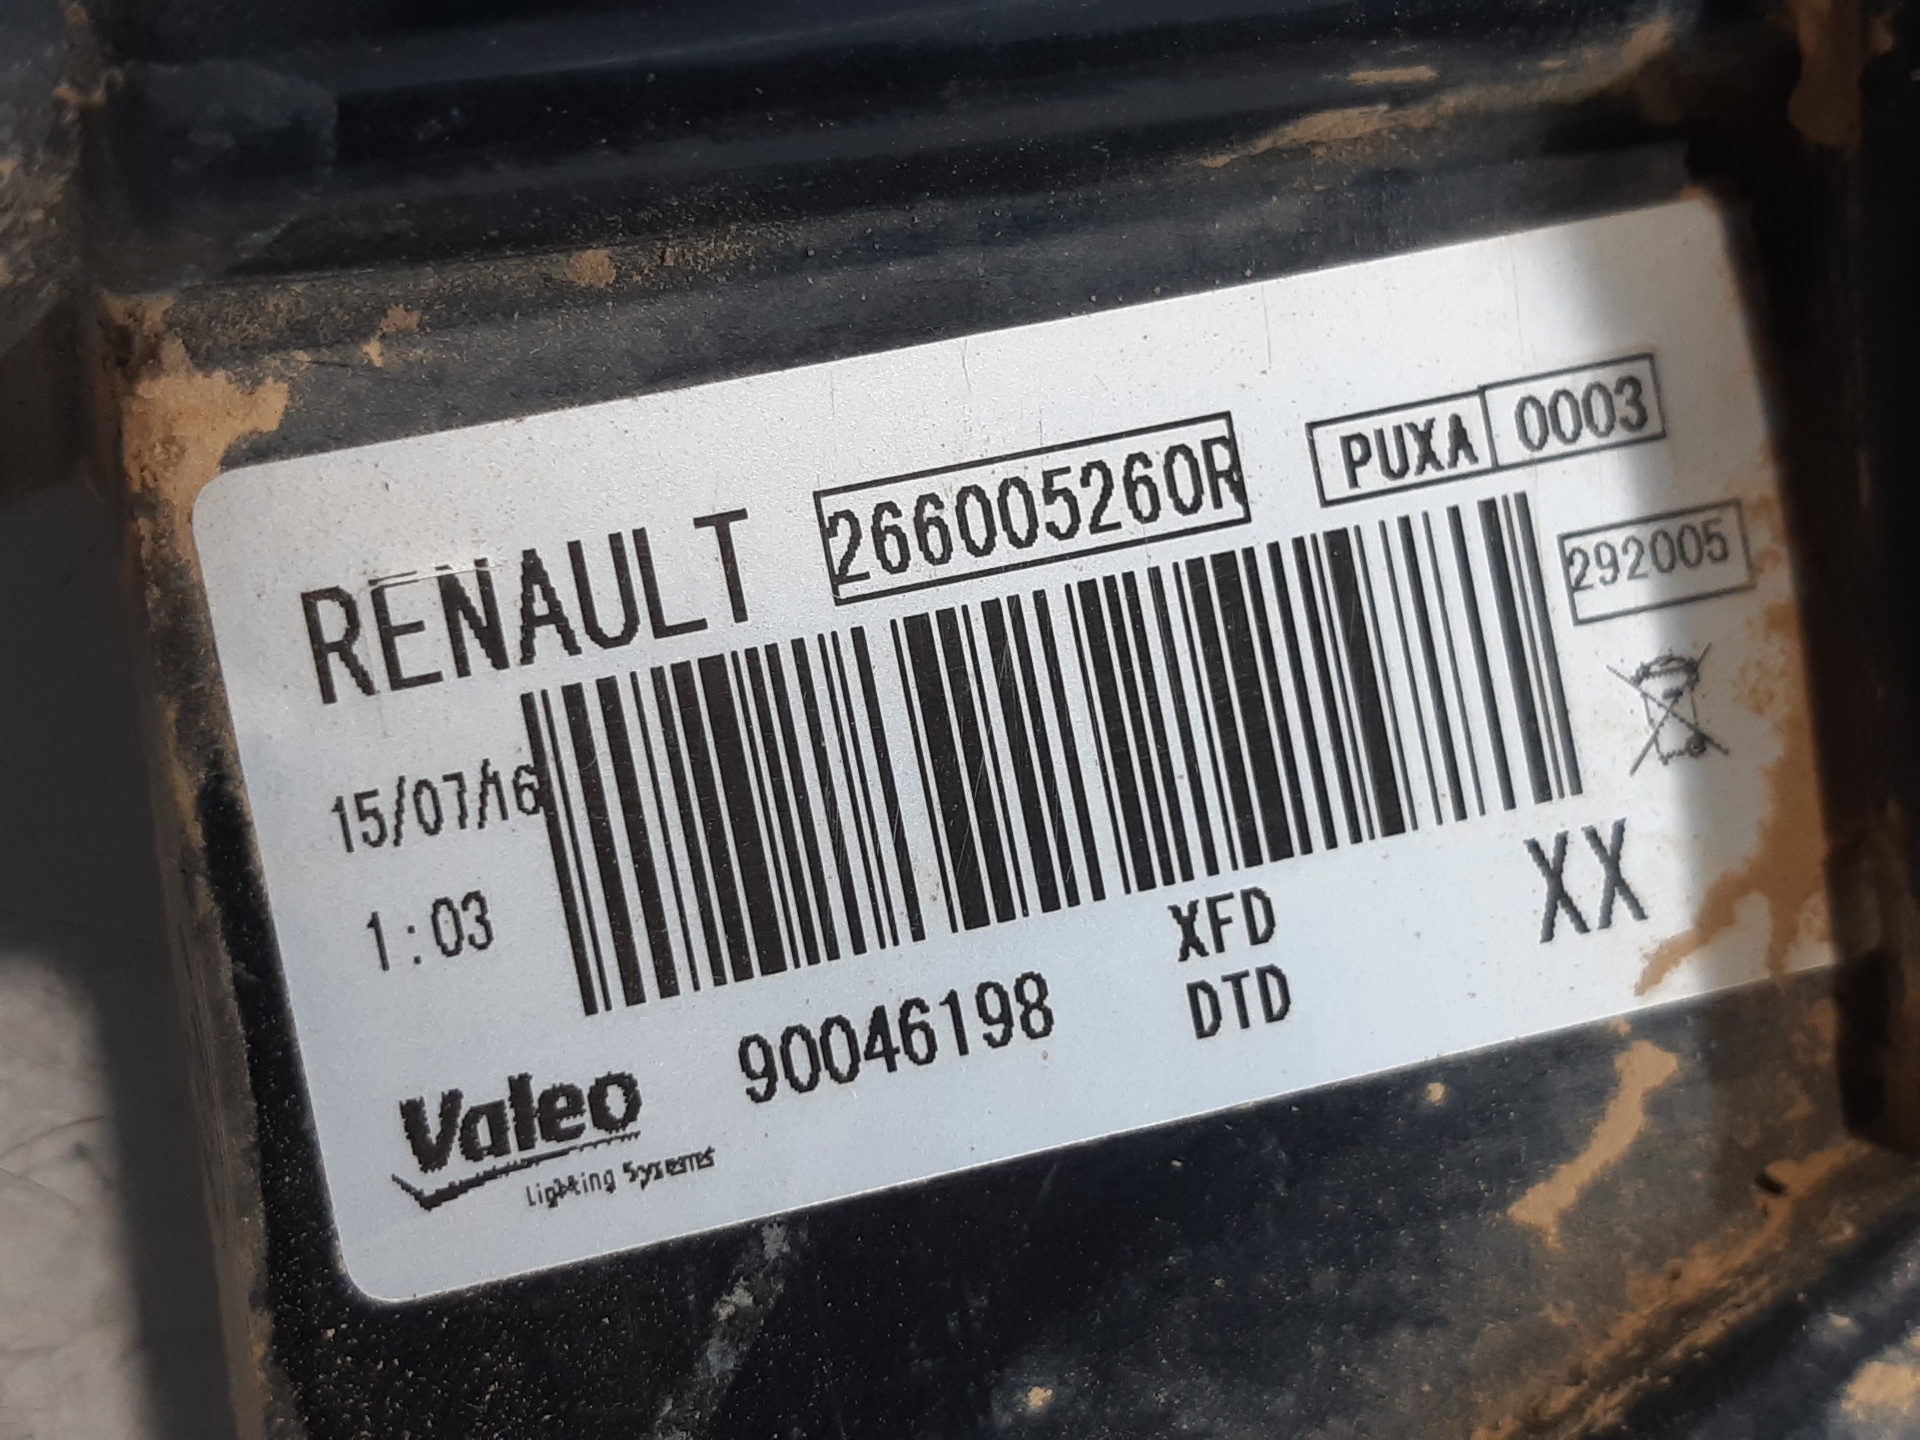 RENAULT 266005260R PUXA 0003
292005
15/07/16
1:03
XFD XX
90046198 DTD
Valeo
Lighting Systems